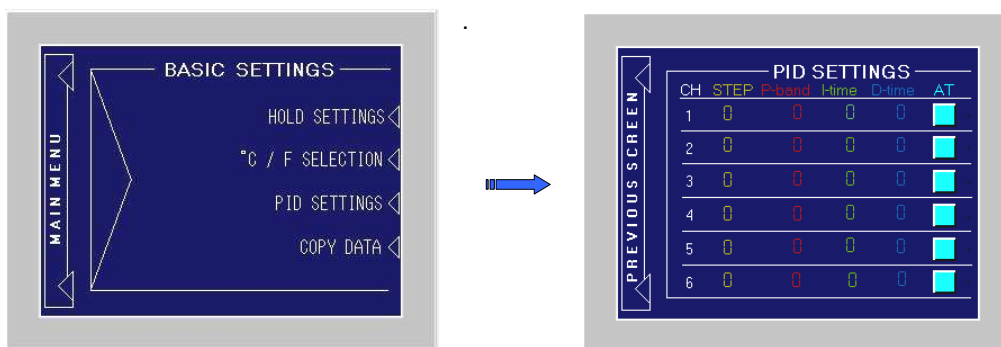 .
BASIC SETTINGS
HOLD SETTINGS
°C / F SELECTION
PID SETTINGS
COPY DATA
MAIN MENU
PID SETTINGS
CH STEP P-band I-time D-time AT
1 0 0 0 0
2 0 0 0 0
3 0 0 0 0
4 0 0 0 0
5 0 0 0 0
6 0 0 0 0
PREVIOUS SCREEN